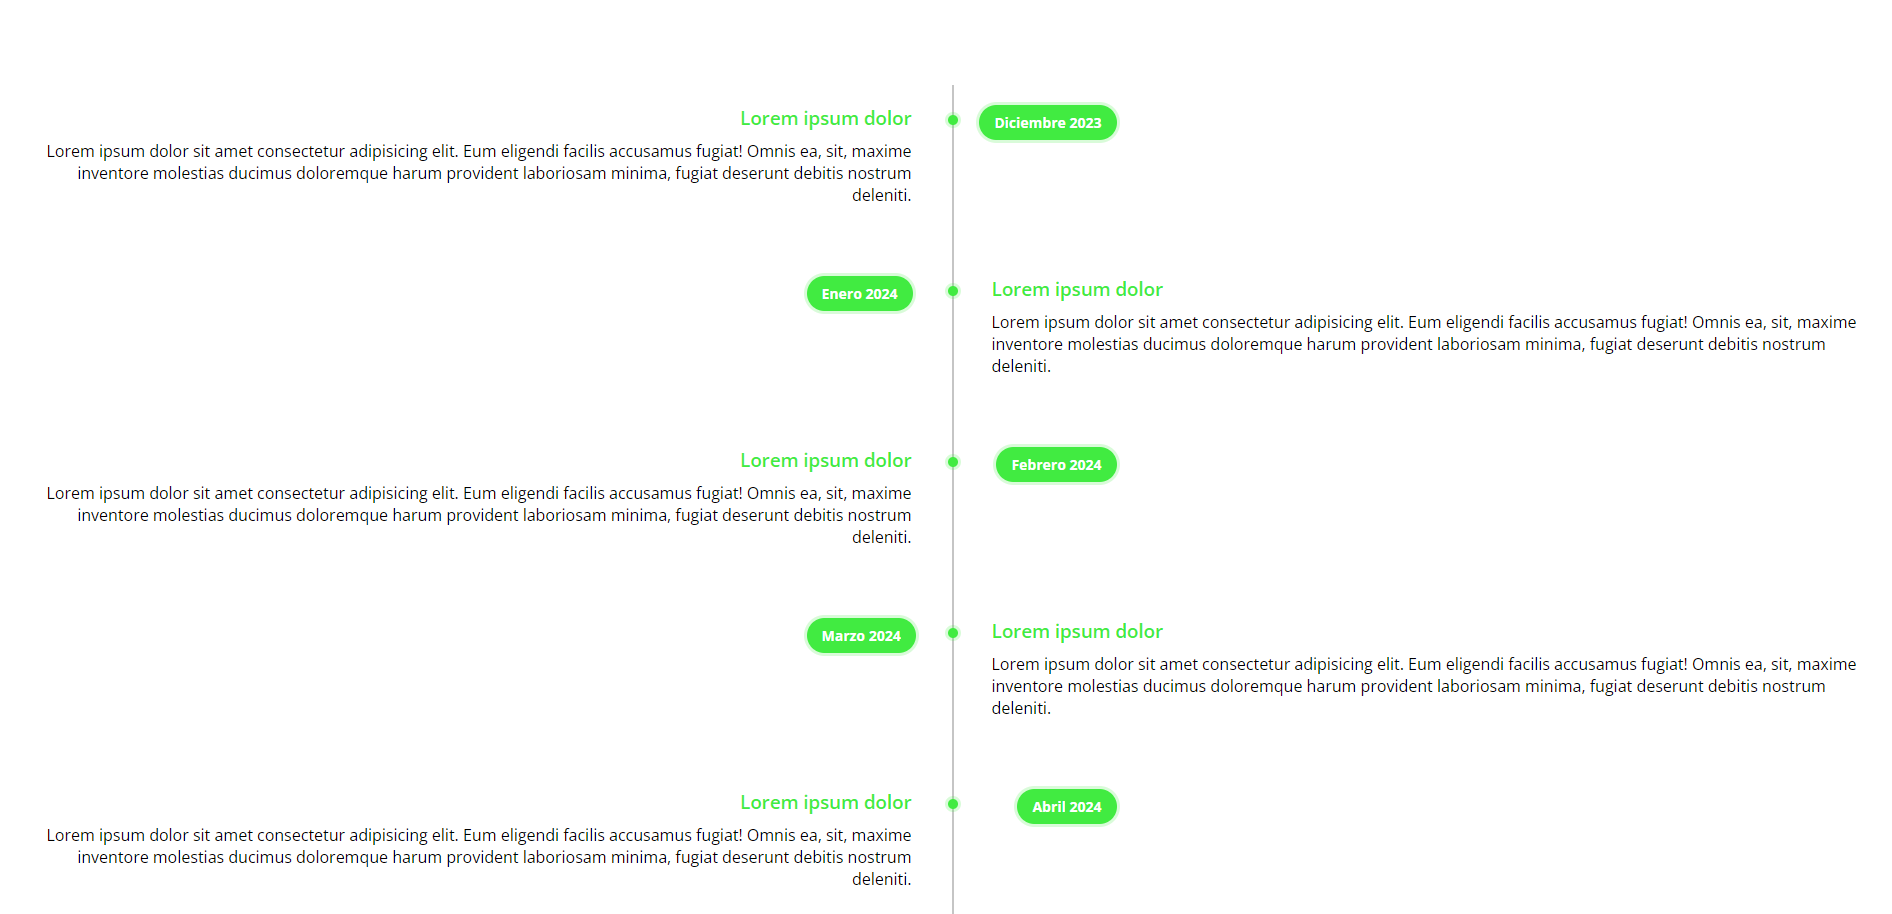 Lorem ipsum dolor
Diciembre 2023
Lorem ipsum dolor sit amet consectetur adipisicing elit. Eum eligendi facilis accusamus fugiat! Omnis ea, sit, maxime
inventore molestias ducimus doloremque harum provident laboriosam minima, fugiat deserunt debitis nostrum
deleniti.
Enero 2024
Lorem ipsum dolor
Lorem ipsum dolor sit amet consectetur adipisicing elit. Eum eligendi facilis accusamus fugiat! Omnis ea, sit, maxime
inventore molestias ducimus doloremque harum provident laboriosam minima, fugiat deserunt debitis nostrum
deleniti.
Lorem ipsum dolor
Febrero 2024
Lorem ipsum dolor sit amet consectetur adipisicing elit. Eum eligendi facilis accusamus fugiat! Omnis ea, sit, maxime
inventore molestias ducimus doloremque harum provident laboriosam minima, fugiat deserunt debitis nostrum
deleniti.
Marzo 2024
Lorem ipsum dolor
Lorem ipsum dolor sit amet consectetur adipisicing elit. Eum eligendi facilis accusamus fugiat! Omnis ea, sit, maxime
inventore molestias ducimus doloremque harum provident laboriosam minima, fugiat deserunt debitis nostrum
deleniti.
Lorem ipsum dolor
Abril 2024
Lorem ipsum dolor sit amet consectetur adipisicing elit. Eum eligendi facilis accusamus fugiat! Omnis ea, sit, maxime
inventore molestias ducimus doloremque harum provident laboriosam minima, fugiat deserunt debitis nostrum
deleniti.